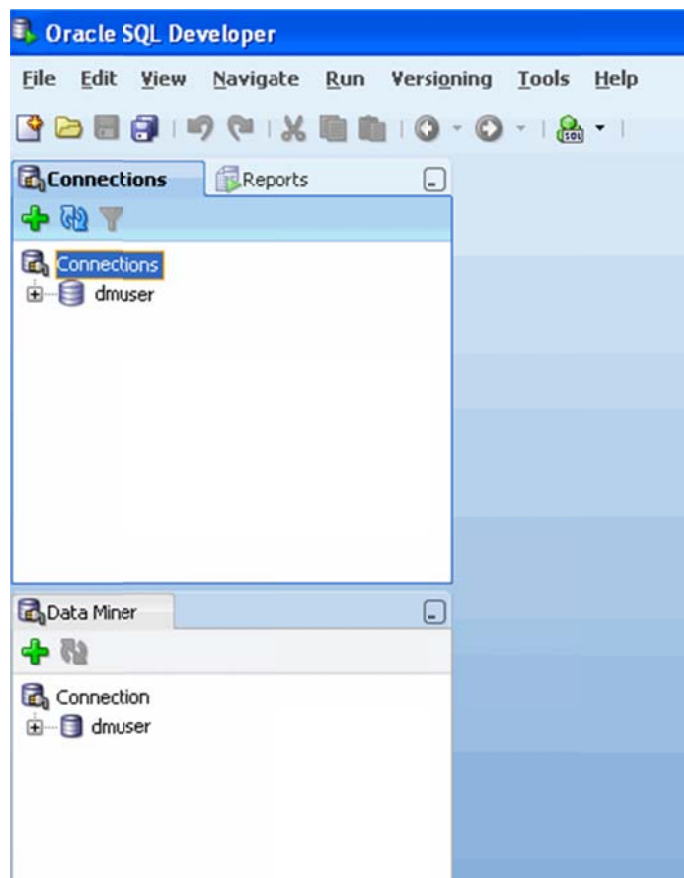 Oracle SQL Developer
File Edit View Navigate Run Versioning Tools Help
SQL
Connections Reports
Connections
dmuser
Data Miner
Connection
dmuser